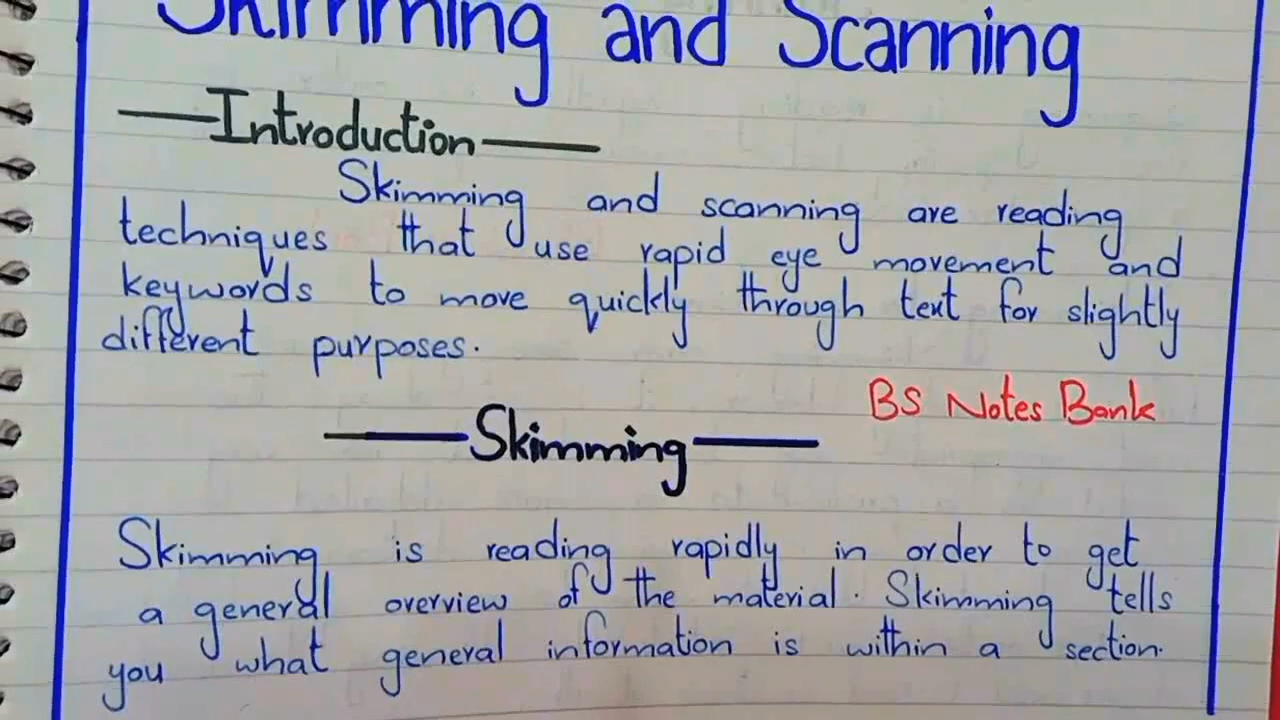 Skimming and Scanning
Introduction
Skimming and scanning are reading
techniques that use rapid eye movement and
keywords to move quickly through text for slightly
different purposes.
BS Notes Bank
Skimming
Skimming is reading rapidly in order to get
a general overview of the material. Skimming tells
you what general information is within a section.